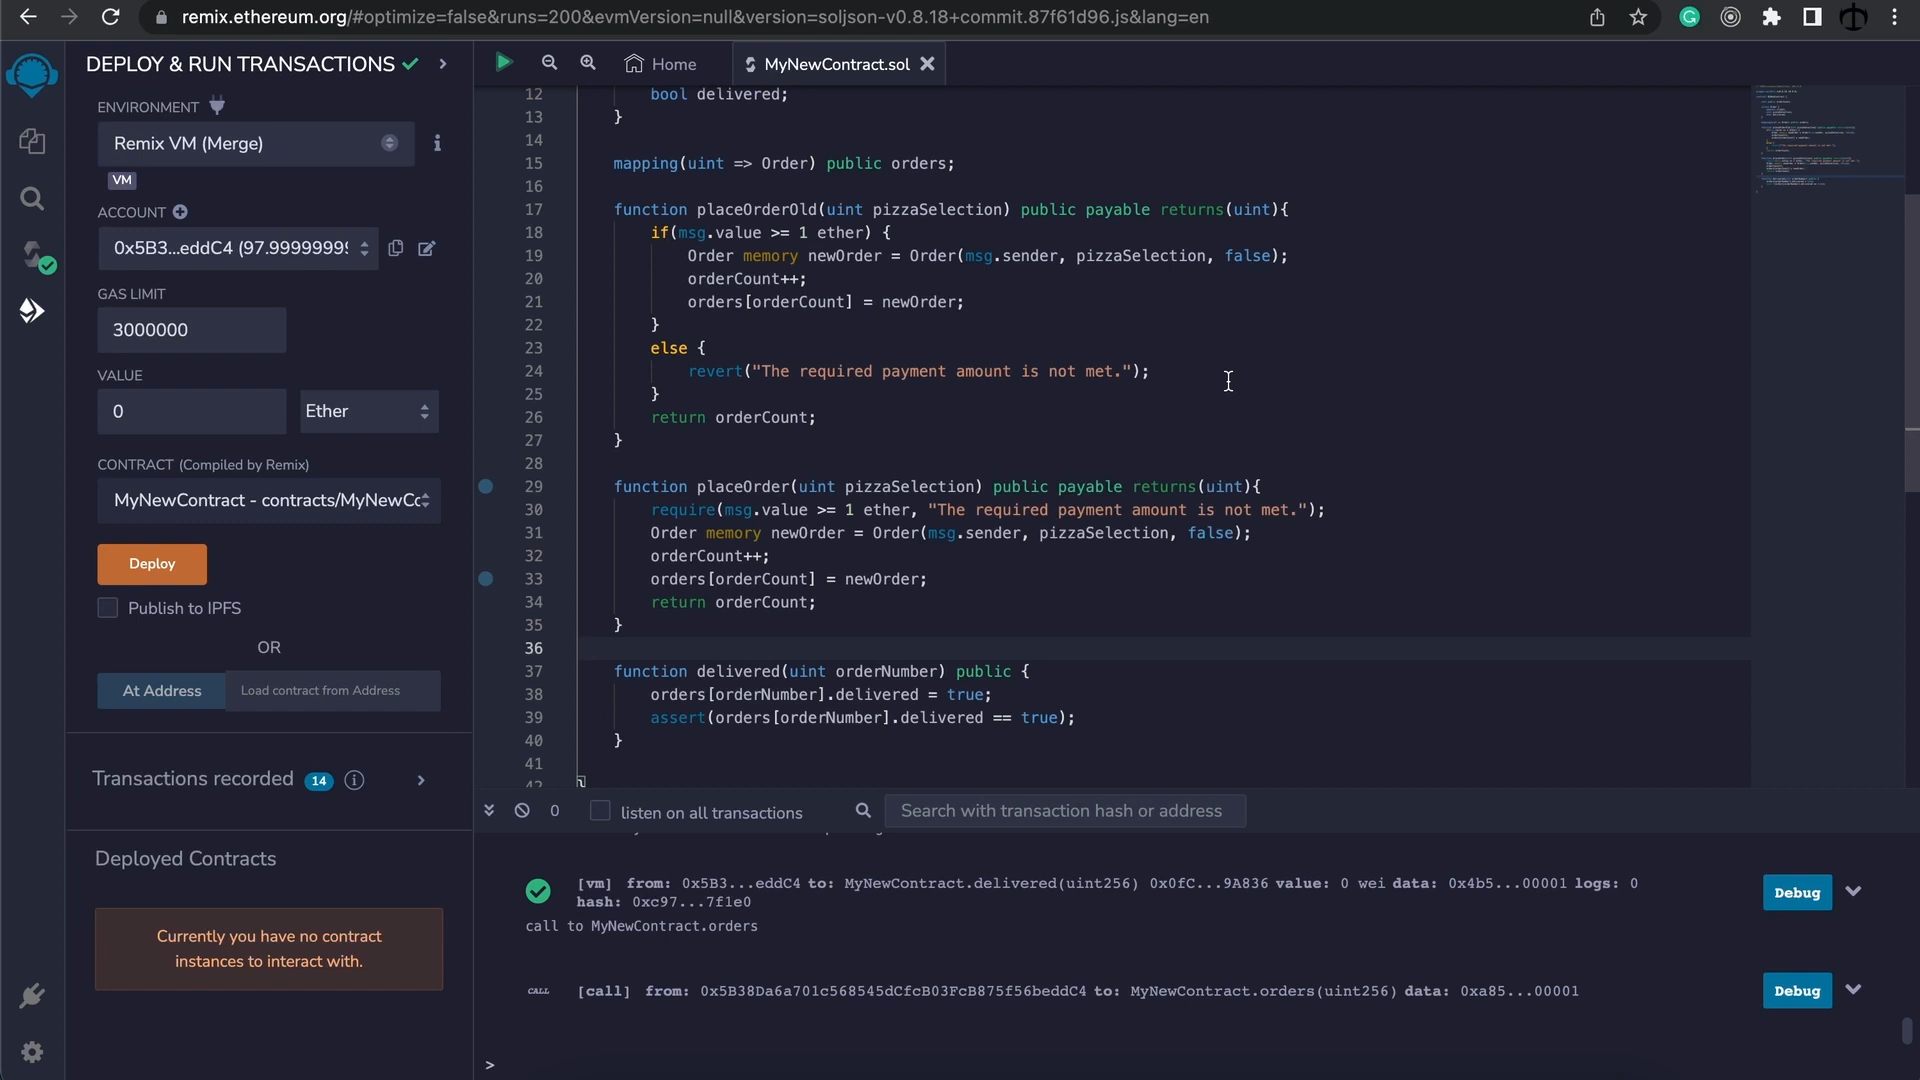 remix.ethereum.org/#optimize=false&runs=200&evmVersion=null&version=soljson-v0.8.18+commit.87f61d96.js&lang=en
DEPLOY & RUN TRANSACTIONS
ENVIRONMENT
Remix VM (Merge)
VM
ACCOUNT
0x5B3...eddC4 (97.99999999
GAS LIMIT
3000000
VALUE
0
Ether
CONTRACT (Compiled by Remix)
MyNewContract - contracts/MyNewCo
Deploy
Publish to IPFS
OR
At Address
Load contract from Address
Transactions recorded 14
Deployed Contracts
Currently you have no contract
instances to interact with.
Home
MyNewContract.sol
12 bool delivered;
13 }
14
15 mapping(uint => Order) public orders;
16
17 function placeOrderOld(uint pizzaSelection) public payable returns(uint){
18 if(msg.value >= 1 ether) {
19 Order memory newOrder = Order(msg.sender, pizzaSelection, false);
20 orderCount++;
21 orders[orderCount] = newOrder;
22 }
23 else {
24 revert("The required payment amount is not met.");
25 }
26 return orderCount;
27 }
28
29 function placeOrder(uint pizzaSelection) public payable returns(uint){
30 require(msg.value >= 1 ether, "The required payment amount is not met.");
31 Order memory newOrder = Order(msg.sender, pizzaSelection, false);
32 orderCount++;
33 orders[orderCount] = newOrder;
34 return orderCount;
35 }
36
37 function delivered(uint orderNumber) public {
38 orders[orderNumber].delivered = true;
39 assert(orders[orderNumber].delivered == true);
40 }
41
42 }
0
listen on all transactions
Search with transaction hash or address
[vm] from: 0x5B3...eddC4 to: MyNewContract.delivered(uint256) 0x0fC...9A836 value: 0 wei data: 0x4b5...00001 logs: 0
hash: 0xc97...7f1e0
Debug
call to MyNewContract.orders
CALL
[call] from: 0x5B38Da6a701c568545dCfcB03FcB875f56beddC4 to: MyNewContract.orders(uint256) data: 0xa85...00001
Debug
>